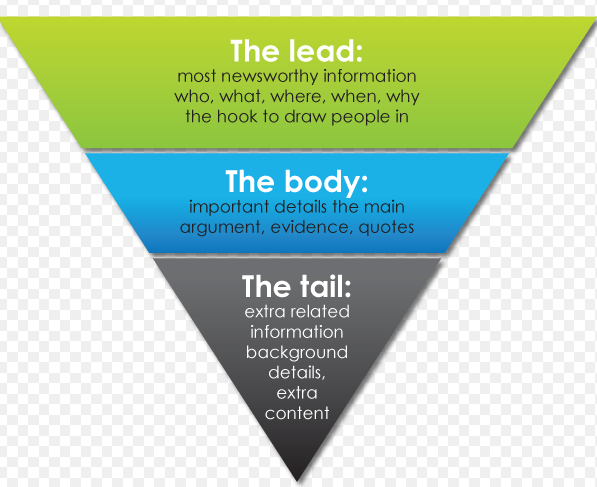 The lead:
most newsworthy information
who, what, where, when, why
the hook to draw people in
The body:
important details the main
argument, evidence, quotes
The tail:
extra related
information
background
details,
extra
content